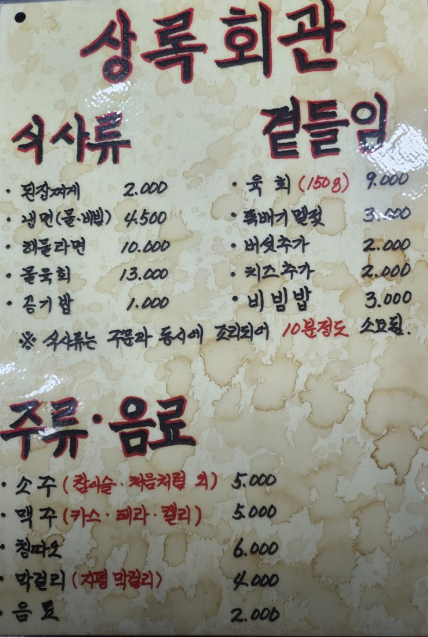 상록회관
식사류
· 된장찌개 2.000
· 냉면(물·비빔) 4.500
· 해물라면 10.000
· 물육회 13.000
· 공기밥 1.000
곁들임
· 육회 (150g) 9.000
· 뚝배기 알찜 3.000
· 버섯추가 2.000
· 치즈추가 2.000
· 비빔밥 3.000
※ 식사류는 주문과 동시에 조리되어 10분정도 소요됨.
주류·음료
· 소주 (참이슬·처음처럼 외) 5.000
· 맥주 (카스·테라·켈리) 5.000
· 청따오 6.000
· 막걸리 (지평 막걸리) 4.000
· 음료 2.000